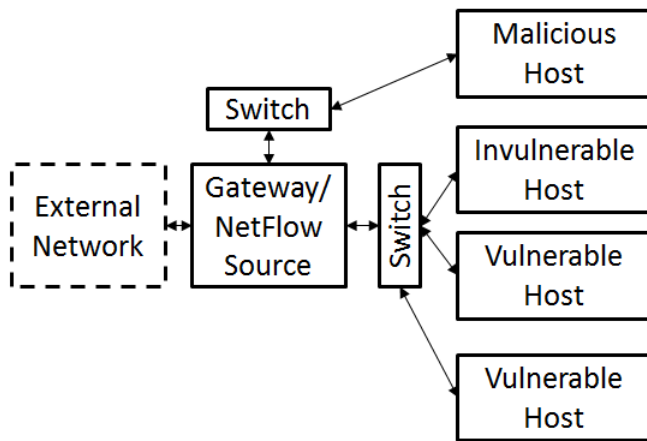 Malicious
Host
Switch
Invulnerable
Host
External
Network
Gateway/
NetFlow
Source
Switch
Vulnerable
Host
Vulnerable
Host